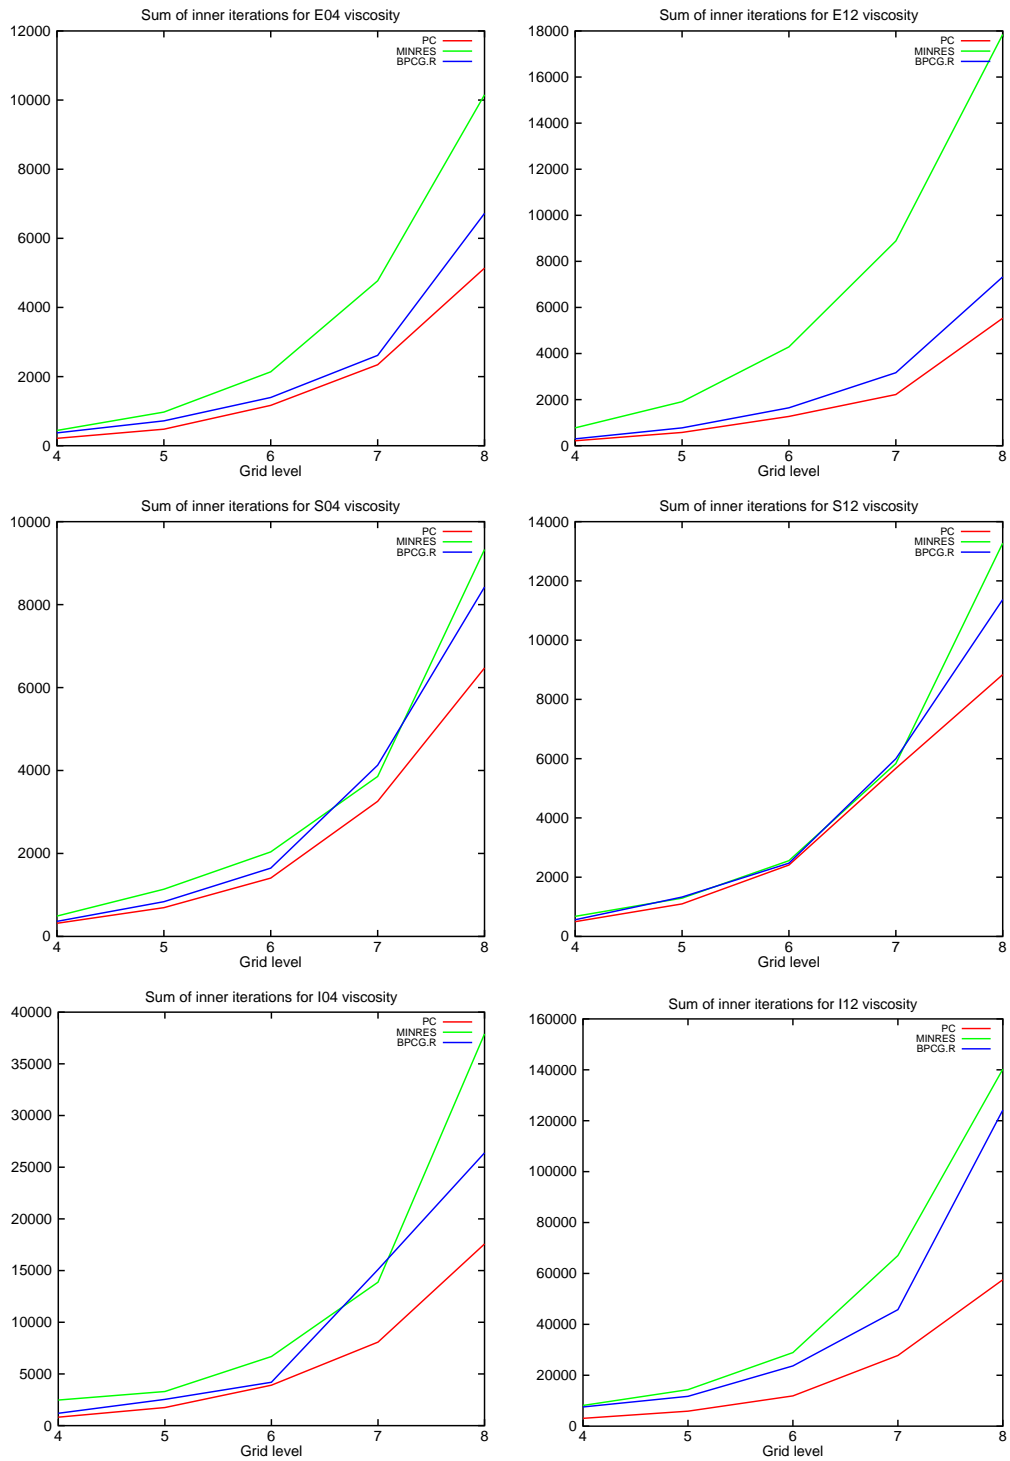 Sum of inner iterations for E04 viscosity
12000
10000
8000
6000
4000
2000
0
4 5 6 7 8
Grid level
PC
MINRES
BPCG.R
Sum of inner iterations for E12 viscosity
18000
16000
14000
12000
10000
8000
6000
4000
2000
0
4 5 6 7 8
Grid level
PC
MINRES
BPCG.R
Sum of inner iterations for S04 viscosity
10000
8000
6000
4000
2000
0
4 5 6 7 8
Grid level
PC
MINRES
BPCG.R
Sum of inner iterations for S12 viscosity
14000
12000
10000
8000
6000
4000
2000
0
4 5 6 7 8
Grid level
PC
MINRES
BPCG.R
Sum of inner iterations for I04 viscosity
40000
35000
30000
25000
20000
15000
10000
5000
0
4 5 6 7 8
Grid level
PC
MINRES
BPCG.R
Sum of inner iterations for I12 viscosity
160000
140000
120000
100000
80000
60000
40000
20000
0
4 5 6 7 8
Grid level
PC
MINRES
BPCG.R